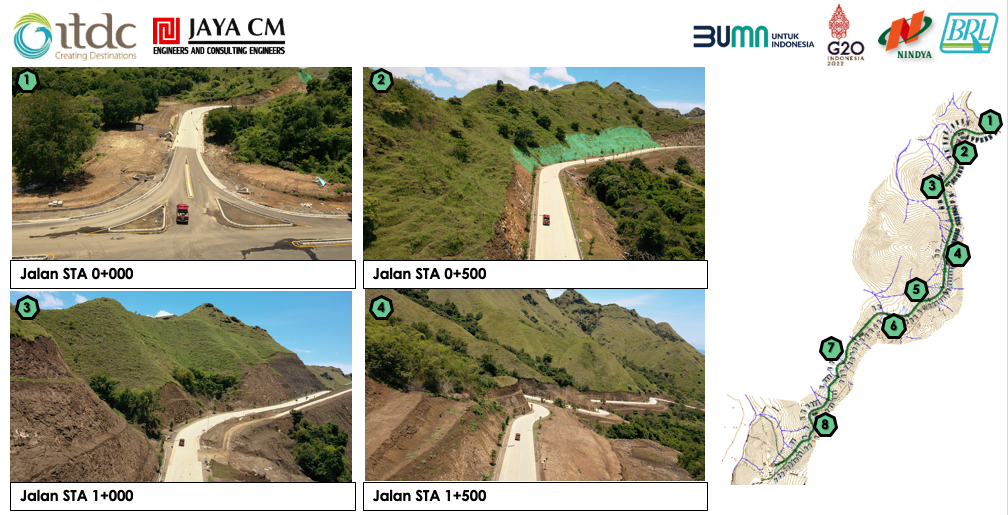 itdc
Creating Destinations
JAYA CM
ENGINEERS AND CONSULTING ENGINEERS
BUMN UNTUK
INDONESIA
G20
INDONESIA
2022
NINDYA
BRL
1
2
Jalan STA 0+000
Jalan STA 0+500
3
4
Jalan STA 1+000
Jalan STA 1+500
1
2
3
4
5
6
7
8